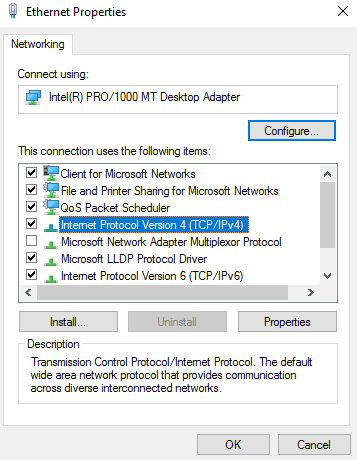 Ethernet Properties
Networking
Connect using:
Intel(R) PRO/1000 MT Desktop Adapter
Configure...
This connection uses the following items:
Client for Microsoft Networks
File and Printer Sharing for Microsoft Networks
QoS Packet Scheduler
Internet Protocol Version 4 (TCP/IPv4)
Microsoft Network Adapter Multiplexor Protocol
Microsoft LLDP Protocol Driver
Internet Protocol Version 6 (TCP/IPv6)
Install...
Uninstall
Properties
Description
Transmission Control Protocol/Internet Protocol. The default
wide area network protocol that provides communication
across diverse interconnected networks.
OK
Cancel